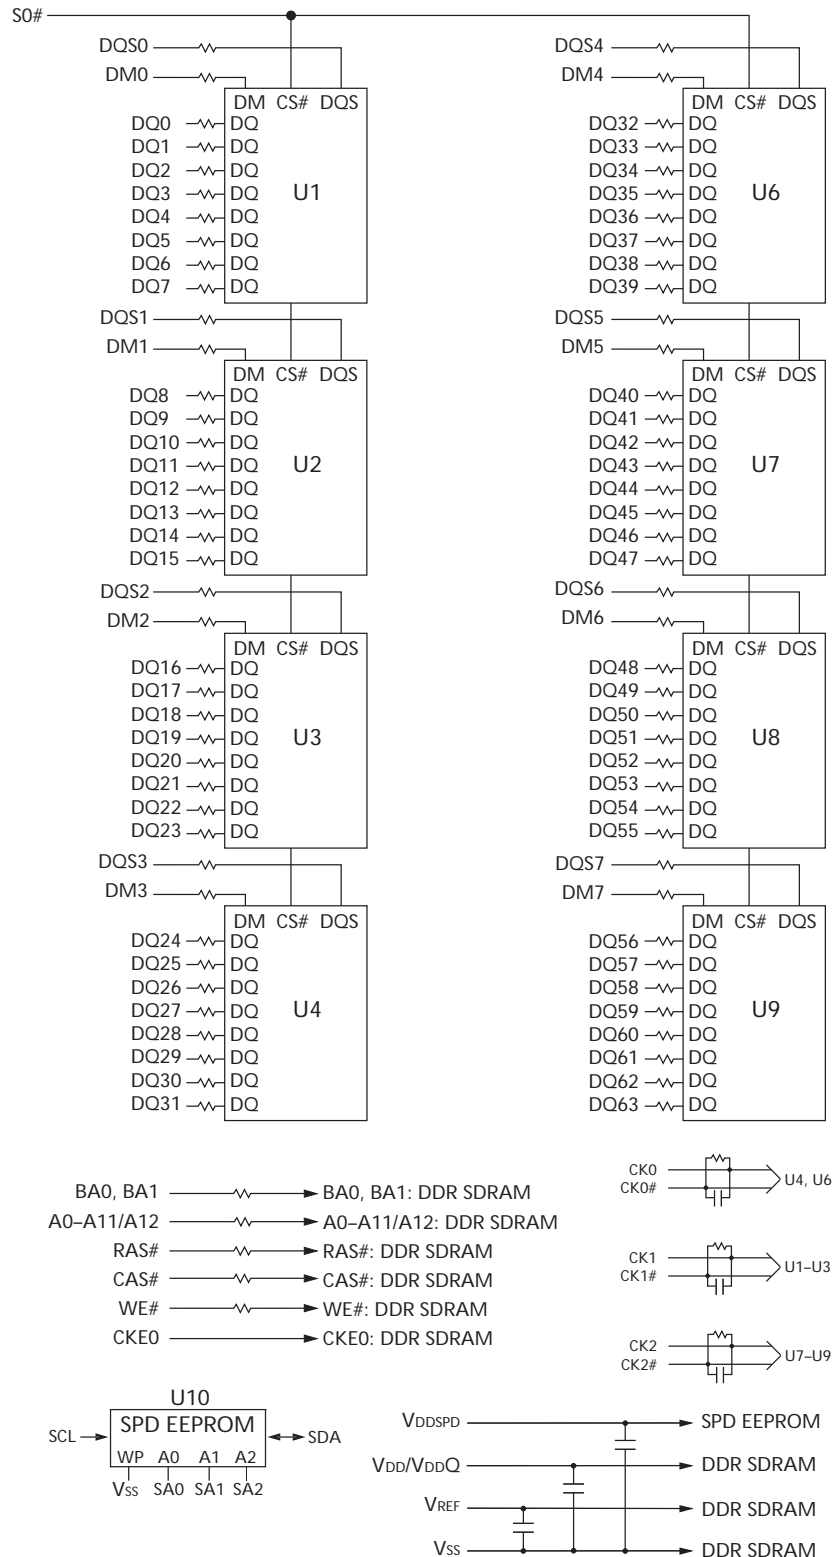 S0#
DQS0
DM0
DM CS# DQS
DQ0 DQ
DQ1 DQ
DQ2 DQ
DQ3 DQ
DQ4 DQ
DQ5 DQ
DQ6 DQ
DQ7 DQ
U1
DQS1
DM1
DM CS# DQS
DQ8 DQ
DQ9 DQ
DQ10 DQ
DQ11 DQ
DQ12 DQ
DQ13 DQ
DQ14 DQ
DQ15 DQ
U2
DQS2
DM2
DM CS# DQS
DQ16 DQ
DQ17 DQ
DQ18 DQ
DQ19 DQ
DQ20 DQ
DQ21 DQ
DQ22 DQ
DQ23 DQ
U3
DQS3
DM3
DM CS# DQS
DQ24 DQ
DQ25 DQ
DQ26 DQ
DQ27 DQ
DQ28 DQ
DQ29 DQ
DQ30 DQ
DQ31 DQ
U4
DQS4
DM4
DM CS# DQS
DQ32 DQ
DQ33 DQ
DQ34 DQ
DQ35 DQ
DQ36 DQ
DQ37 DQ
DQ38 DQ
DQ39 DQ
U6
DQS5
DM5
DM CS# DQS
DQ40 DQ
DQ41 DQ
DQ42 DQ
DQ43 DQ
DQ44 DQ
DQ45 DQ
DQ46 DQ
DQ47 DQ
U7
DQS6
DM6
DM CS# DQS
DQ48 DQ
DQ49 DQ
DQ50 DQ
DQ51 DQ
DQ52 DQ
DQ53 DQ
DQ54 DQ
DQ55 DQ
U8
DQS7
DM7
DM CS# DQS
DQ56 DQ
DQ57 DQ
DQ58 DQ
DQ59 DQ
DQ60 DQ
DQ61 DQ
DQ62 DQ
DQ63 DQ
U9
BA0, BA1 BA0, BA1: DDR SDRAM
A0–A11/A12 A0–A11/A12: DDR SDRAM
RAS# RAS#: DDR SDRAM
CAS# CAS#: DDR SDRAM
WE# WE#: DDR SDRAM
CKE0 CKE0: DDR SDRAM
CK0
CK0#
U4, U6
CK1
CK1#
U1–U3
CK2
CK2#
U7–U9
U10
SPD EEPROM
SCL SDA
WP A0 A1 A2
VSS SA0 SA1 SA2
VDDSPD SPD EEPROM
VDD/VDDQ DDR SDRAM
VREF DDR SDRAM
VSS DDR SDRAM